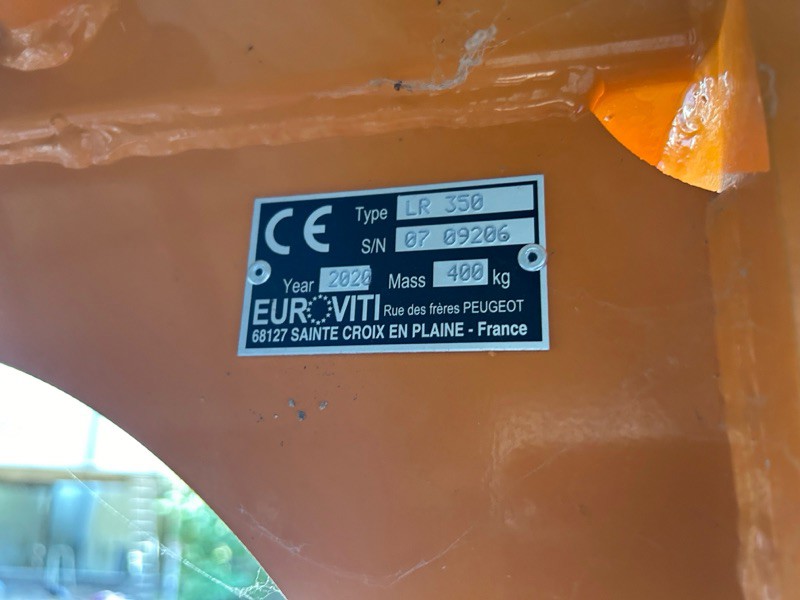 CE Type LR 350
S/N 07 09206
Year 2020 Mass 400 kg
EUROVITI Rue des frères PEUGEOT
68127 SAINTE CROIX EN PLAINE - France